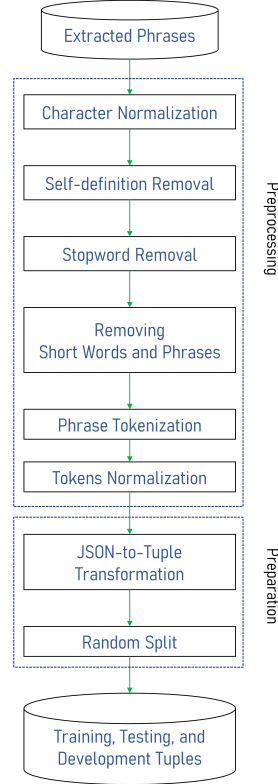 Extracted Phrases
Character Normalization
Self-definition Removal
Stopword Removal
Removing
Short Words and Phrases
Phrase Tokenization
Tokens Normalization
Preprocessing
JSON-to-Tuple
Transformation
Random Split
Preparation
Training, Testing, and
Development Tuples